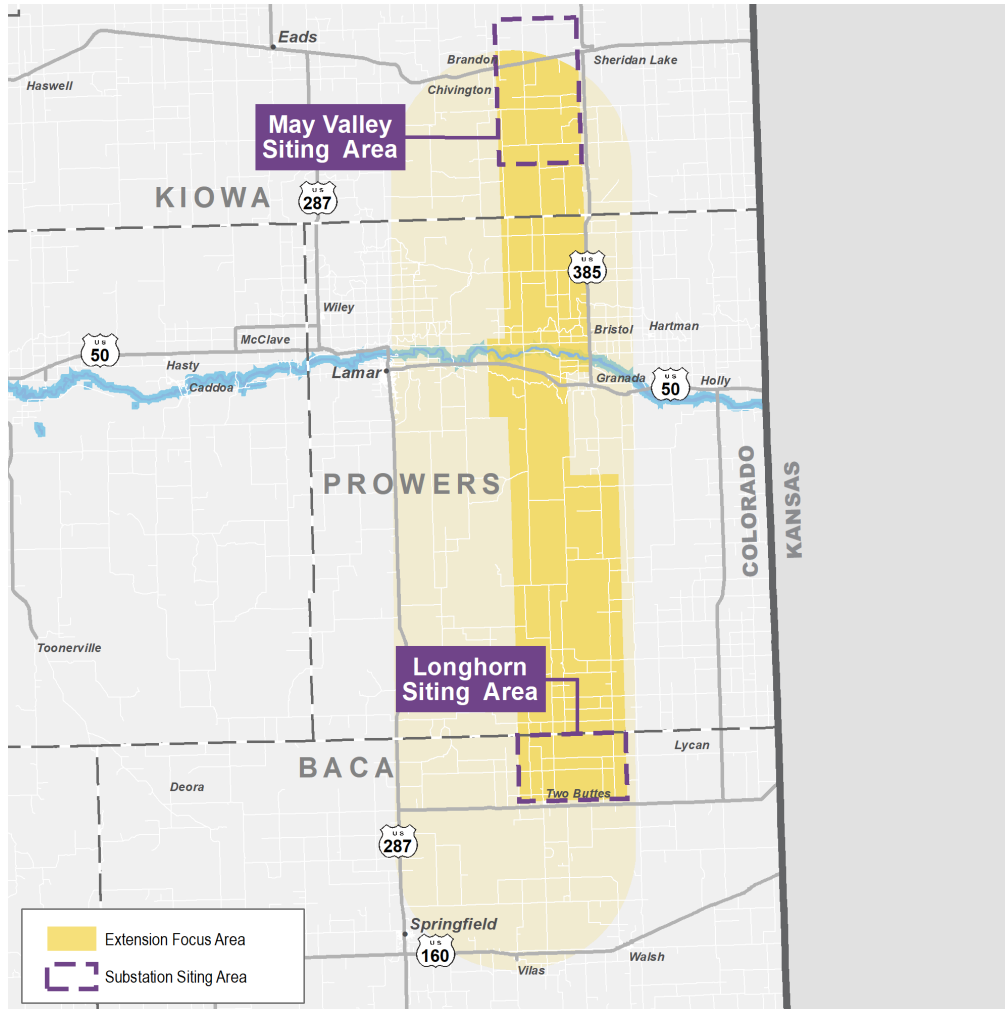 Eads
Brandon
Sheridan Lake
Haswell
Chivington
May Valley
Siting Area
KIOWA
U S
287
U S
385
Wiley
Bristol
Hartman
McClave
U S
50
Hasty
Lamar
Caddoa
Granada
U S
50
Holly
PROWERS
COLORADO
KANSAS
Toonerville
Longhorn
Siting Area
Lycan
BACA
Deora
Two Buttes
U S
287
Springfield
U S
160
Walsh
Vilas
Extension Focus Area
Substation Siting Area